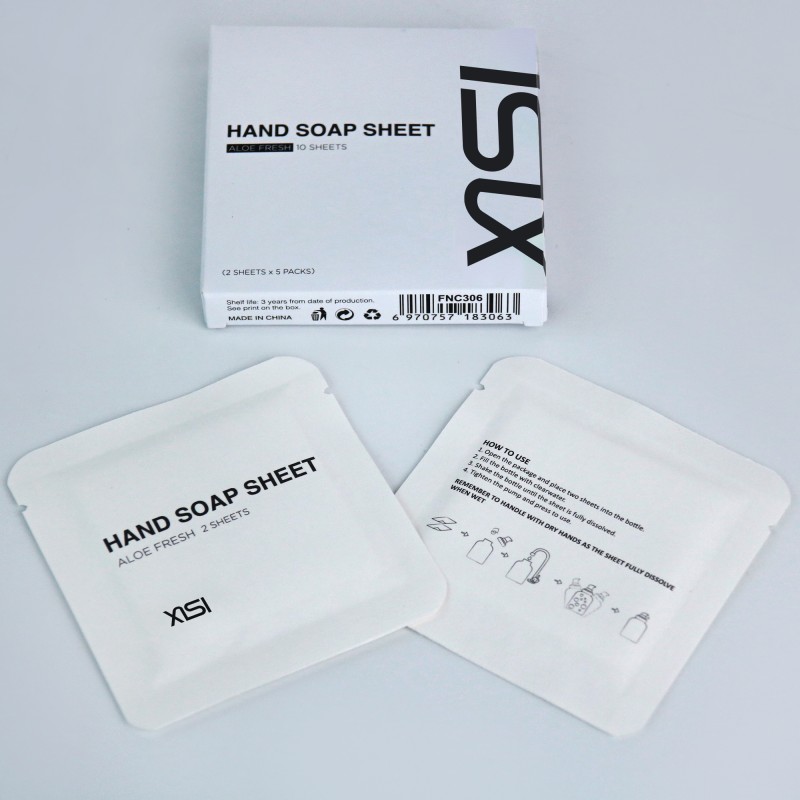 HAND SOAP SHEET
ALOE FRESH 10 SHEETS
XISI
(2 SHEETS x 5 PACKS)
Shelf life: 3 years from date of production.
See print on the box.
MADE IN CHINA
FNC306
6 970757 183063
HAND SOAP SHEET
ALOE FRESH 2 SHEETS
XISI
HOW TO USE
1. Open the package and place two sheets into the bottle.
2. Fill the bottle with clearwater.
3. Shake the bottle until the sheet is fully dissolved.
4. Tighten the pump and press to use.
REMEMBER TO HANDLE WITH DRY HANDS AS THE SHEET FULLY DISSOLVE
WHEN WET